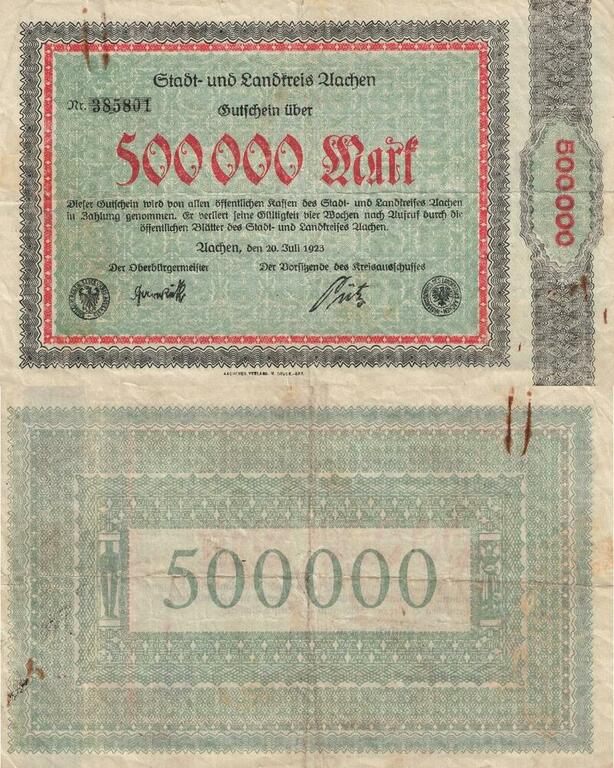 Stadt- und Landkreis Aachen
Nr. 385801
Gutschein über
500 000 Mark
Dieser Gutschein wird von allen öffentlichen Kassen des Stadt- und Landkreises Aachen
in Zahlung genommen. Er verliert seine Gültigkeit vier Wochen nach Aufruf durch die
öffentlichen Blätter des Stadt- und Landkreises Aachen.
Aachen, den 20. Juli 1923
Der Oberbürgermeister
Der Vorsitzende des Kreisausschusses
500 000
500000